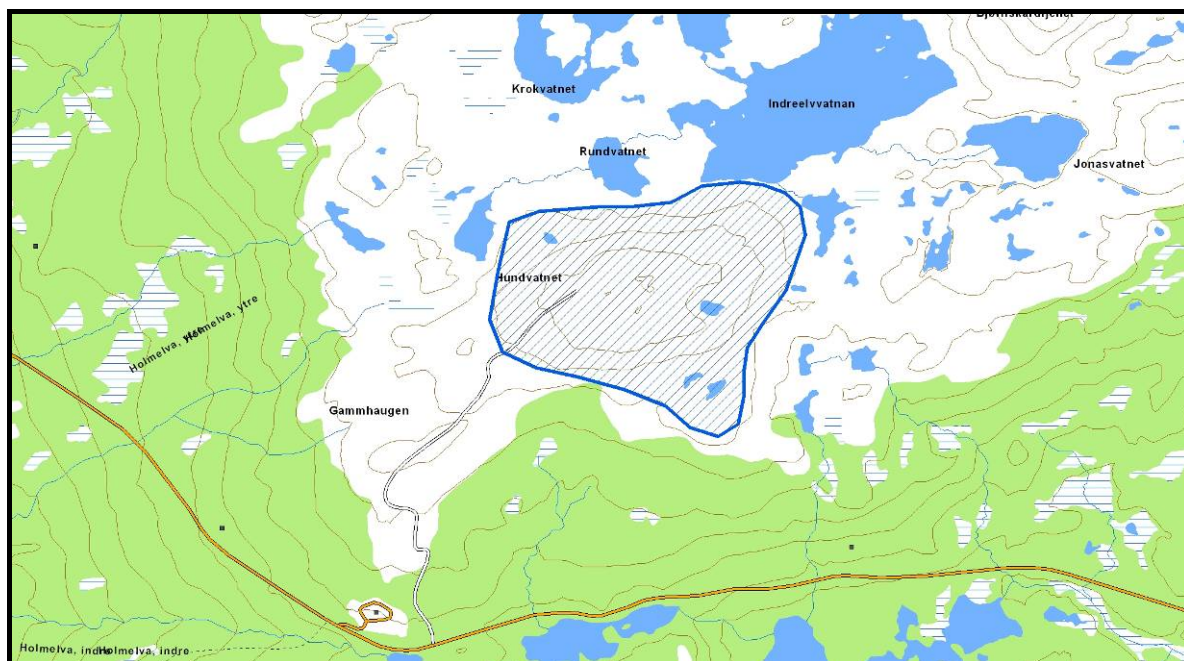 Krokvatnet
Indreelvvatnan
Rundvatnet
Jonasvatnet
Hundvatnet
Holmelva, ytre
Gammhaugen
Holmelva, indre
Holmelva, indre